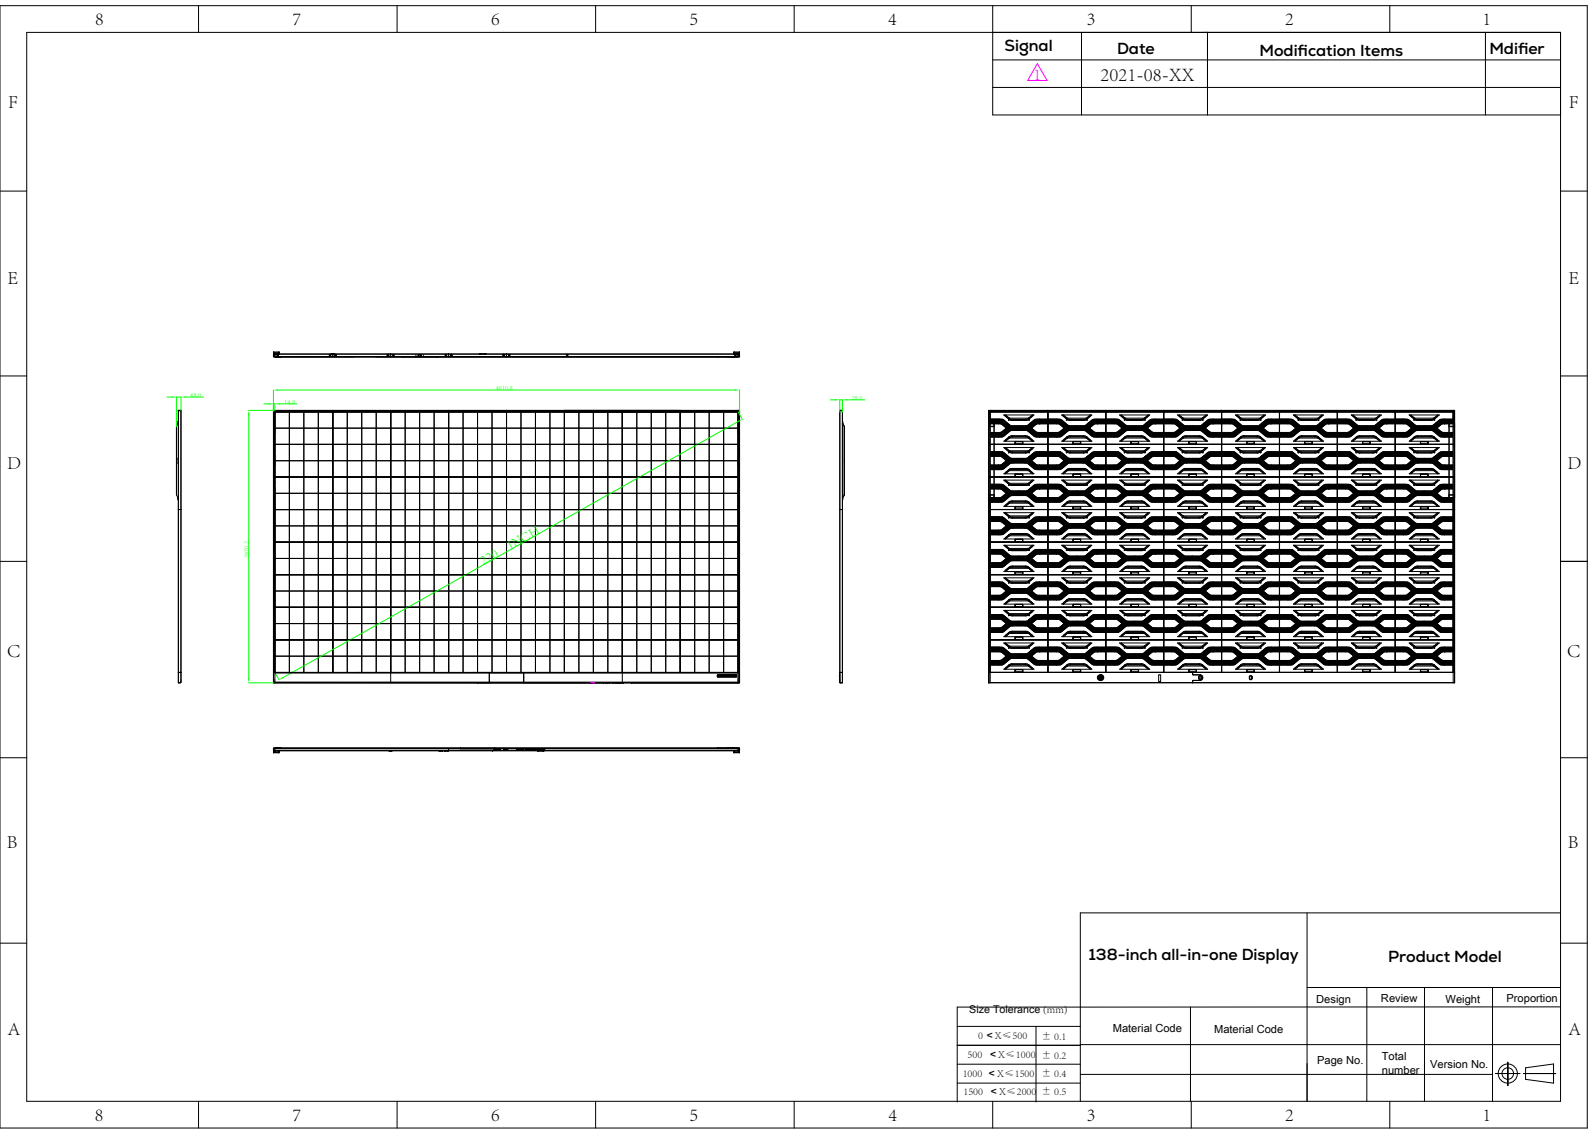 8 7 6 5 4 3 2 1
Signal Date Modification Items Mdifier
1 2021-08-XX
F F
E E
D D
C C
B B
138-inch all-in-one Display Product Model
Design Review Weight Proportion
Size Tolerance (mm)
Material Code Material Code
0 < X ≤ 500 ± 0.1
500 < X ≤ 1000 ± 0.2
1000 < X ≤ 1500 ± 0.4
1500 < X ≤ 2000 ± 0.5
Page No. Total number Version No.
A A
8 7 6 5 4 3 2 1